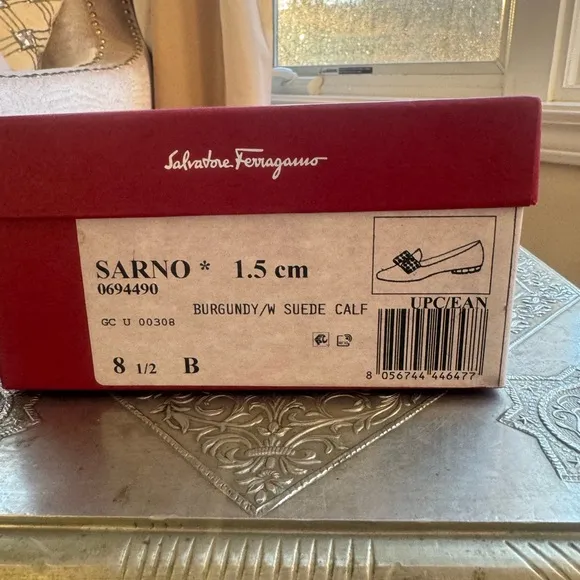 Salvatore Ferragamo
SARNO * 1.5 cm
0694490
BURGUNDY/W SUEDE CALF
UPC/EAN
GC U 00308
8 1/2 B
8 056744 446477